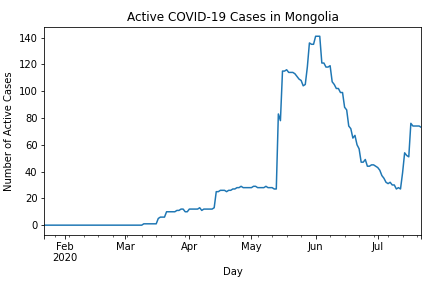 Active COVID-19 Cases in Mongolia
140
120
100
80
60
40
20
0
Number of Active Cases
Feb
2020
Mar
Apr
May
Jun
Jul
Day